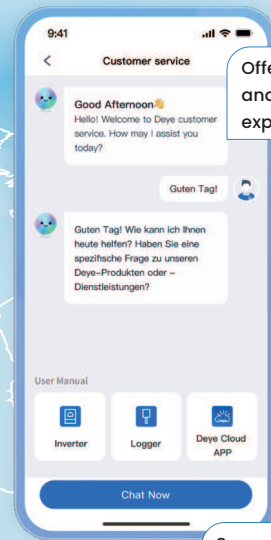 9:41
Customer service
Offe
and
exp
Good Afternoon👋
Hello! Welcome to Deye customer
service. How may I assist you
today?
Guten Tag!
Guten Tag! Wie kann ich Ihnen
heute helfen? Haben Sie eine
spezifische Frage zu unseren
Deye-Produkten oder -
Dienstleistungen?
User Manual
Inverter
Logger
Deye Cloud
APP
Chat Now